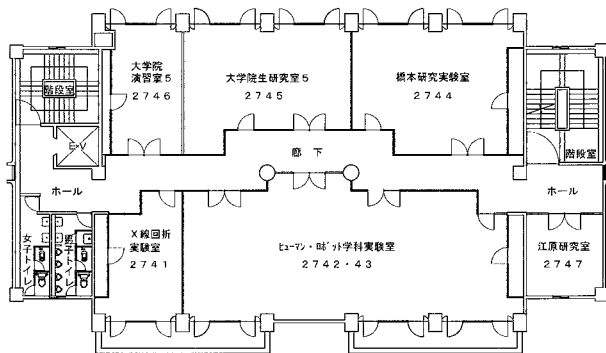 大学院
演習室5
2746
大学院生研究室5
2745
橋本研究実験室
2744
階段室
E×V
階段室
廊 下
ホール
ホール
X線回折
実験室
2741
ヒューマン・ロボット学科実験室
2742・43
江原研究室
2747
女子トイレ
男子トイレ